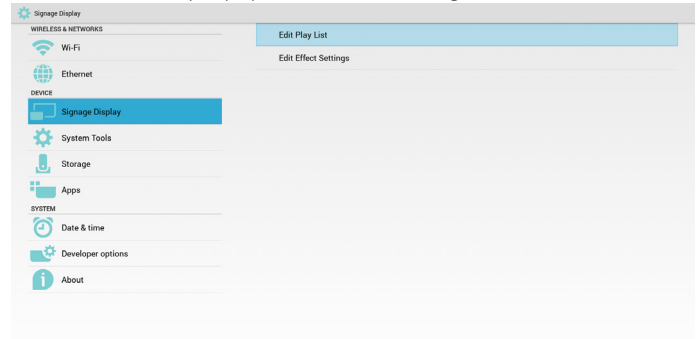 Signage Display
WIRELESS & NETWORKS
Wi-Fi
Ethernet
DEVICE
Signage Display
System Tools
Storage
Apps
SYSTEM
Date & time
Developer options
About
Edit Play List
Edit Effect Settings